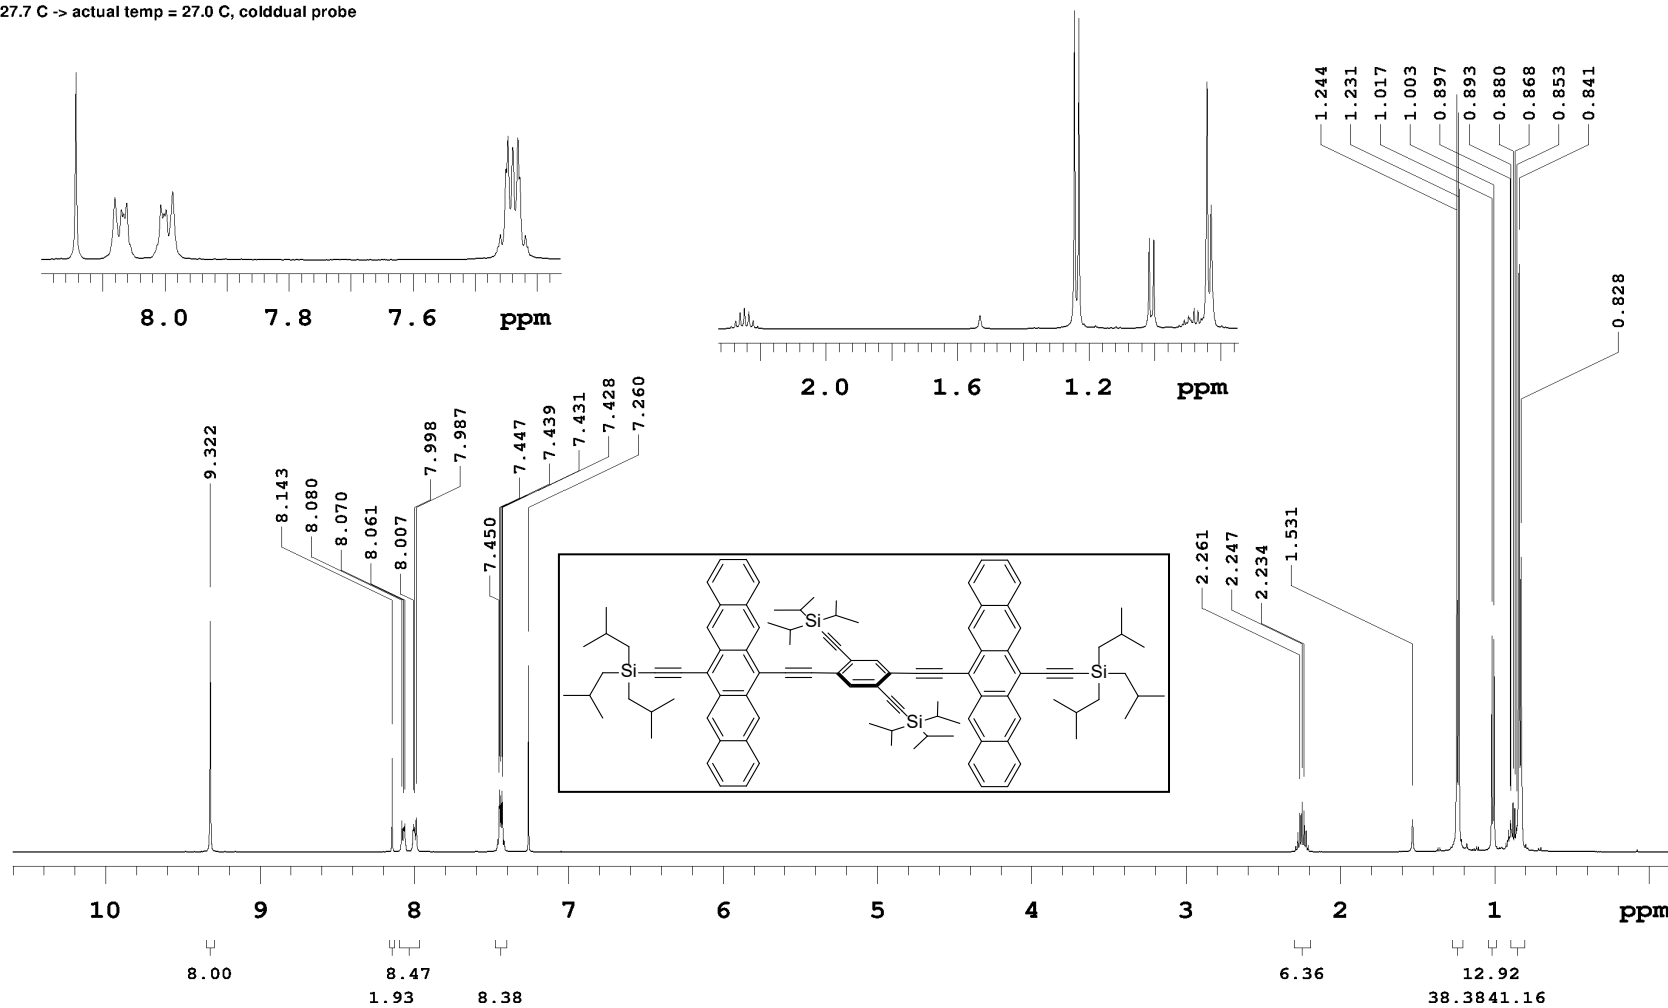 27.7 C -> actual temp = 27.0 C, colddual probe
8.0 7.8 7.6 ppm
2.0 1.6 1.2 ppm
1.244
1.231
1.017
1.003
0.897
0.893
0.880
0.868
0.853
0.841
0.828
9.322
8.143
8.080
8.070
8.061
8.007
7.998
7.987
7.450
7.447
7.439
7.431
7.428
7.260
2.261
2.247
2.234
1.531
Si
Si
Si
Si
10 9 8 7 6 5 4 3 2 1 ppm
8.00 8.47 6.36 12.92
1.93 8.38 38.38 41.16